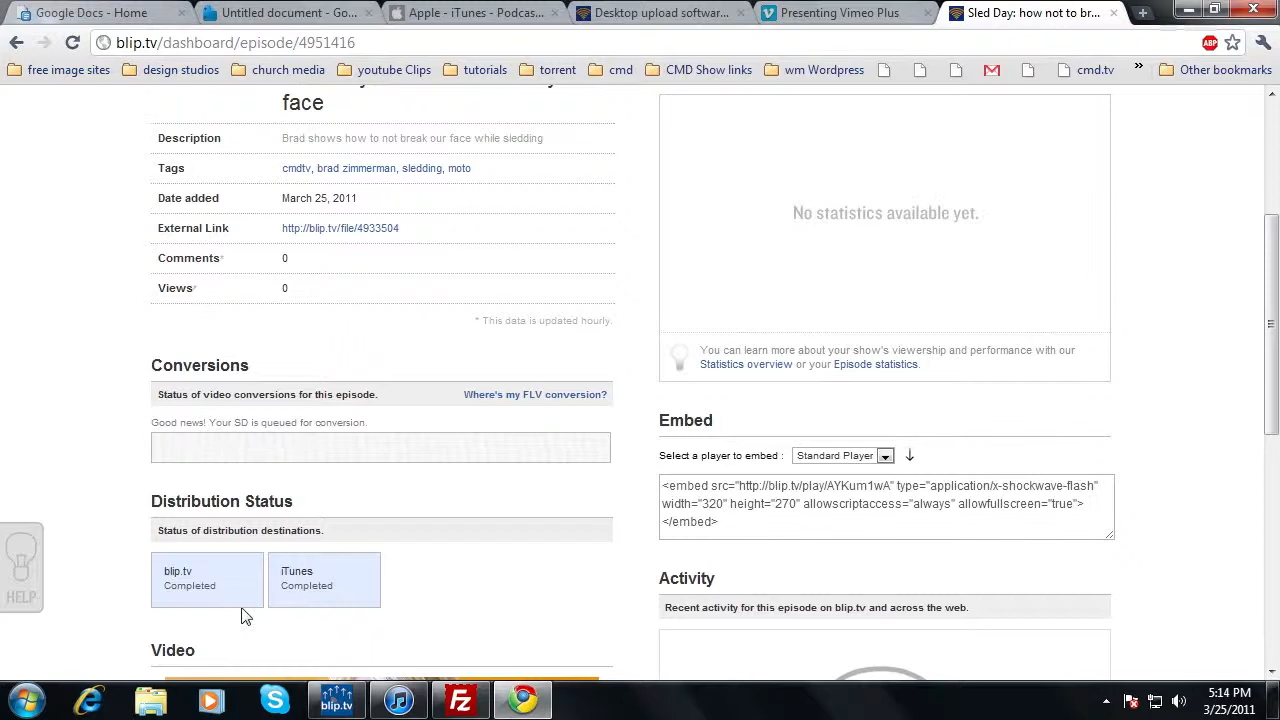 Google Docs - Home
Untitled document - Go...
Apple - iTunes - Podcas...
Desktop upload software...
Presenting Vimeo Plus
Sled Day: how not to br...
blip.tv/dashboard/episode/4951416
ABP
free image sites
design studios
church media
youtube Clips
tutorials
torrent
cmd
CMD Show links
wm Wordpress
cmd.tv
»
Other bookmarks
face
Description
Brad shows how to not break our face while sledding
Tags
cmdtv, brad zimmerman, sledding, moto
Date added
March 25, 2011
External Link
http://blip.tv/file/4933504
Comments*
0
Views*
0
* This data is updated hourly.
Conversions
Status of video conversions for this episode.
Where's my FLV conversion?
Good news! Your SD is queued for conversion.
Distribution Status
Status of distribution destinations.
blip.tv
Completed
iTunes
Completed
Video
No statistics available yet.
You can learn more about your show's viewership and performance with our
Statistics overview or your Episode statistics.
Embed
Select a player to embed :
Standard Player
<embed src="http://blip.tv/play/AYKum1wA" type="application/x-shockwave-flash"
width="320" height="270" allowscriptaccess="always" allowfullscreen="true">
</embed>
Activity
Recent activity for this episode on blip.tv and across the web.
HELP
blip.tv
5:14 PM
3/25/2011